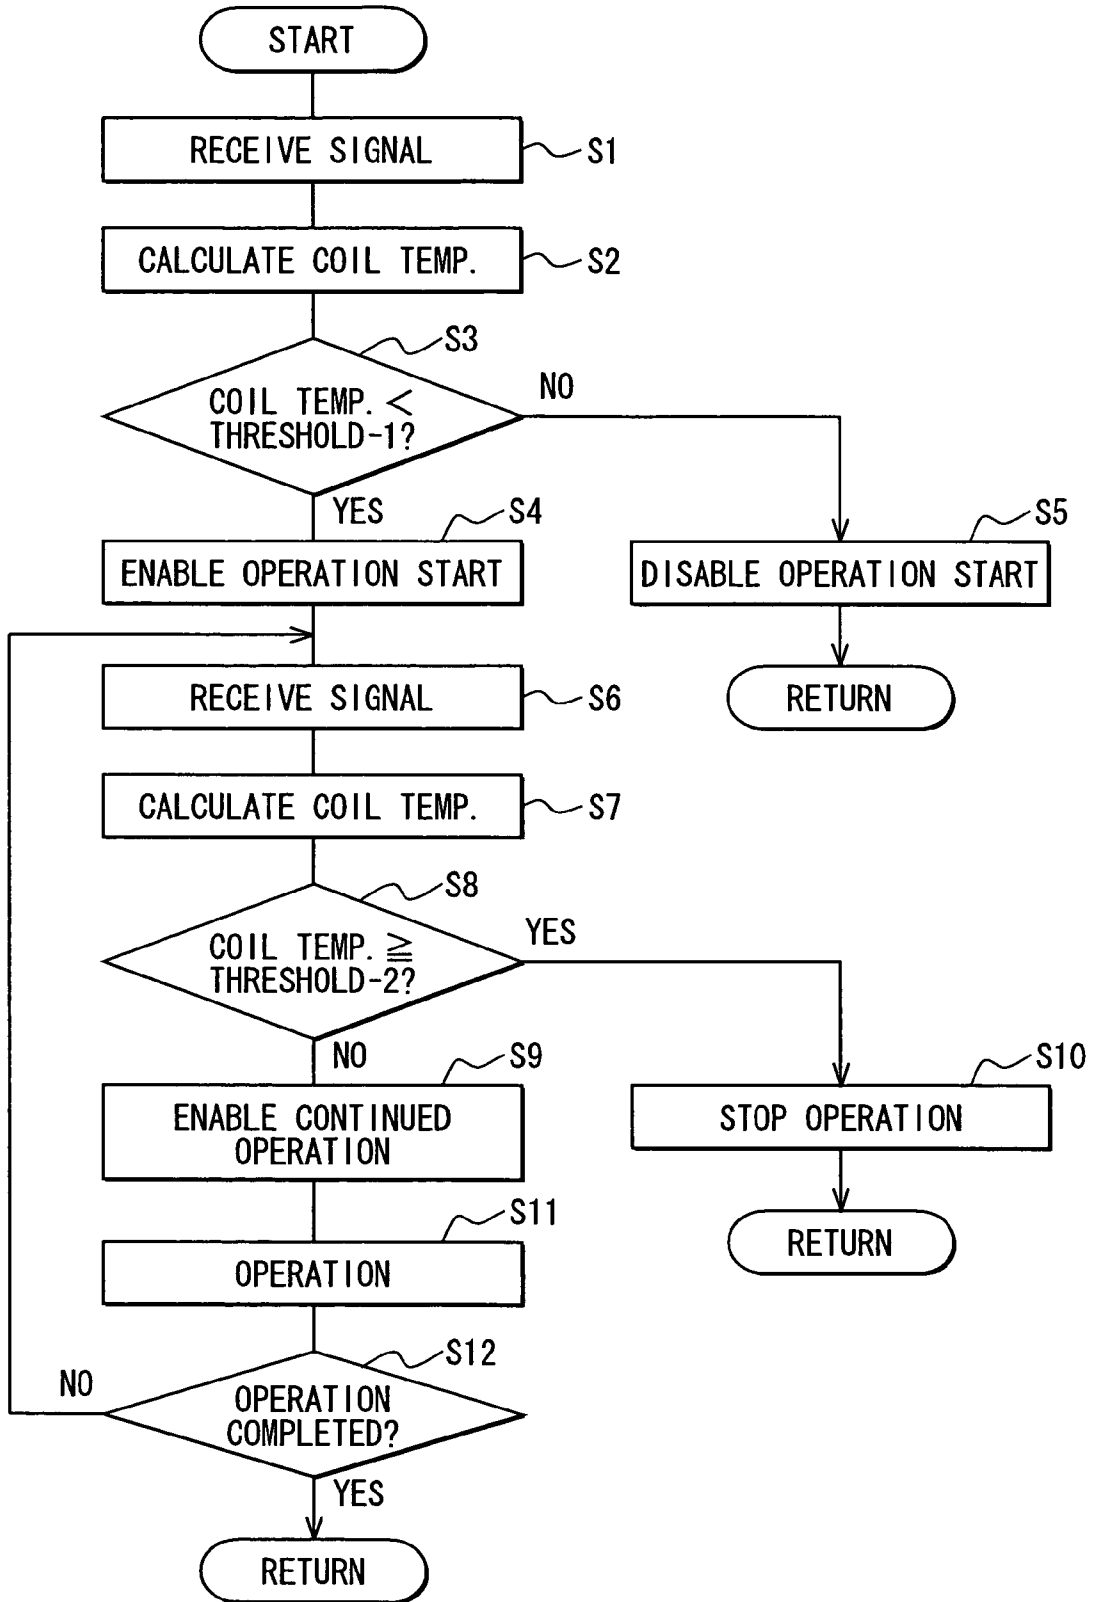 START
RECEIVE SIGNAL
S1
CALCULATE COIL TEMP.
S2
S3
COIL TEMP. <
THRESHOLD-1?
NO
YES
S4
ENABLE OPERATION START
S5
DISABLE OPERATION START
RETURN
RECEIVE SIGNAL
S6
CALCULATE COIL TEMP.
S7
S8
COIL TEMP. ≧
THRESHOLD-2?
YES
NO
S9
ENABLE CONTINUED
OPERATION
S10
STOP OPERATION
RETURN
S11
OPERATION
S12
OPERATION
COMPLETED?
NO
YES
RETURN